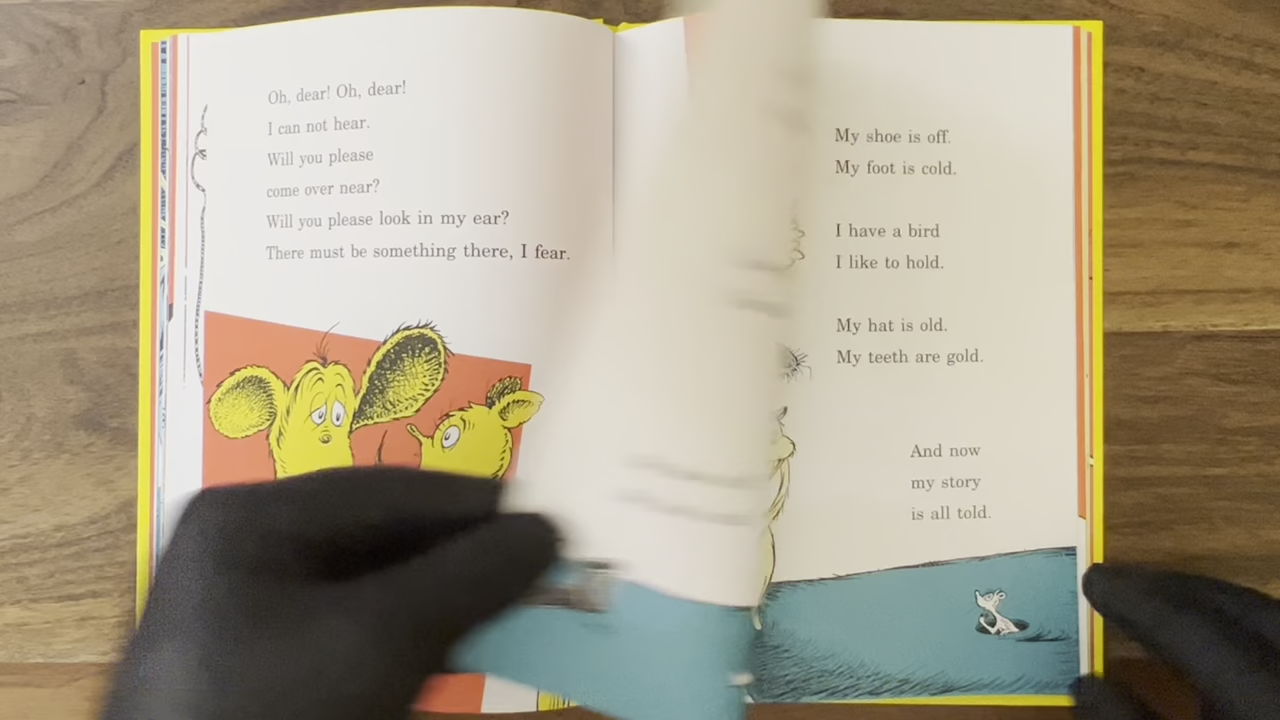 Oh, dear! Oh, dear!
I can not hear.
Will you please
come over near?
Will you please look in my ear?
There must be something there, I fear.
My shoe is off.
My foot is cold.
I have a bird
I like to hold.
My hat is old.
My teeth are gold.
And now
my story
is all told.